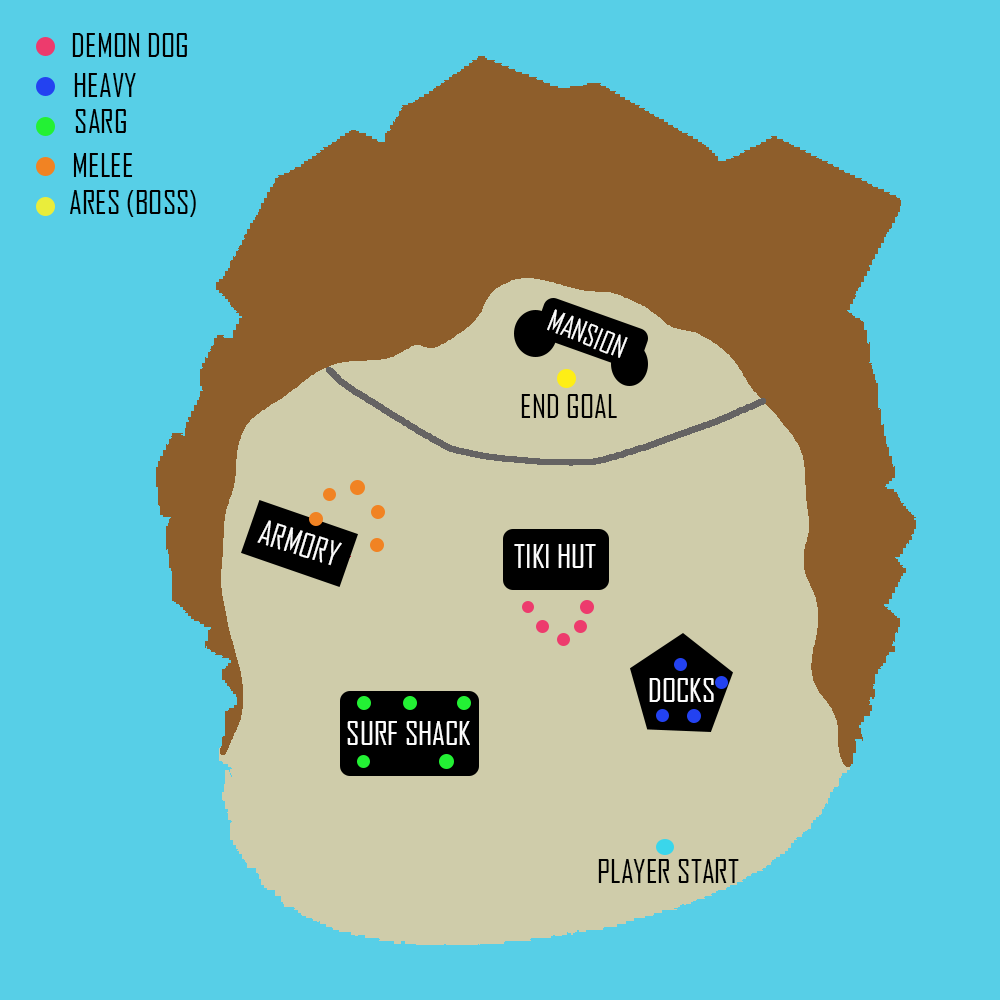 DEMON DOG
HEAVY
SARG
MELEE
ARES (BOSS)
MANSION
END GOAL
ARMORY
TIKI HUT
DOCKS
SURF SHACK
PLAYER START